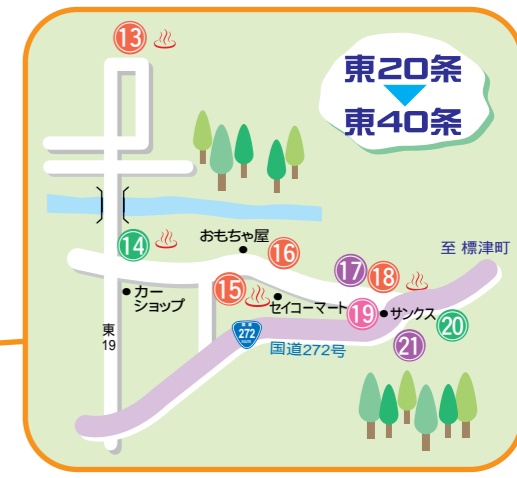 13
東20条
東40条
14
おもちゃ屋
16
17
18
至 標津町
カー
ショップ
15
セイコーマート
19
サンクス
20
東
19
272
国道272号
21